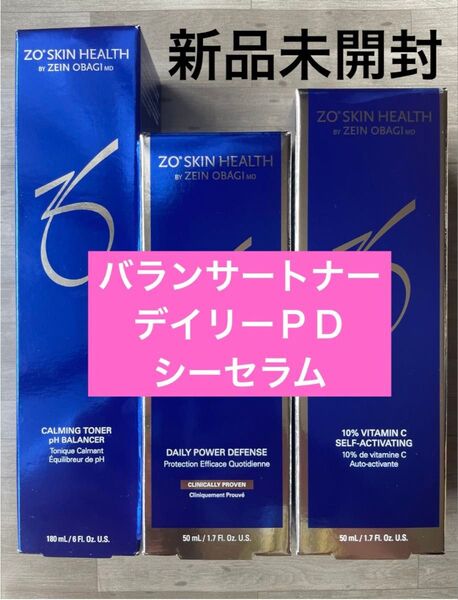 新品未開封
ZO® SKIN HEALTH
BY ZEIN OBAGI MD
CALMING TONER
pH BALANCER
Tonique Calmant
Équilibreur de pH
180 mL / 6 Fl. Oz. U.S.
ZO® SKIN HEALTH
BY ZEIN OBAGI MD
DAILY POWER DEFENSE
Protection Efficace Quotidienne
CLINICALLY PROVEN
Cliniquement Prouvé
50 mL / 1.7 Fl. Oz. U.S.
ZO® SKIN HEALTH
BY ZEIN OBAGI MD
10% VITAMIN C
SELF-ACTIVATING
10% de vitamine C
Auto-activante
50 mL / 1.7 Fl. Oz. U.S.
バランサートナー
デイリーＰＤ
シーセラム